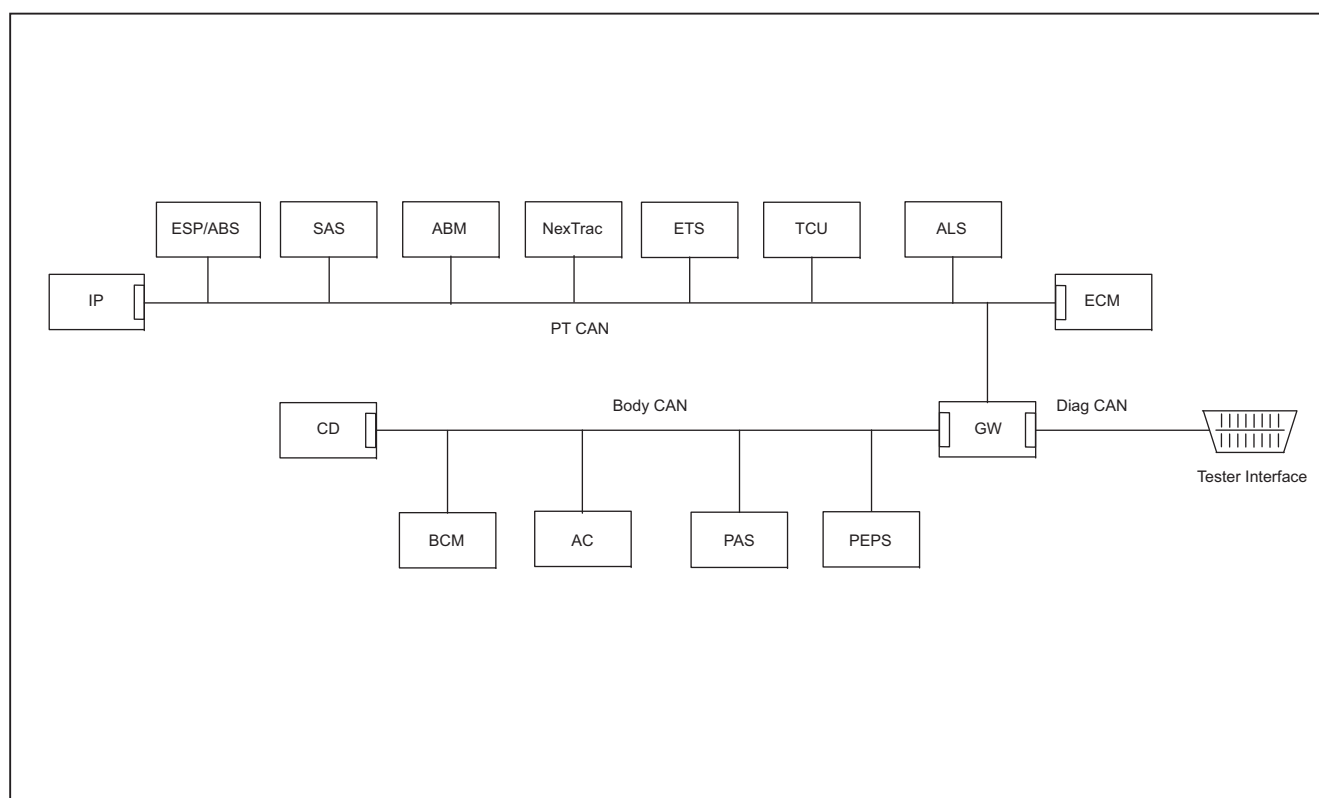 ESP/ABS SAS ABM NexTrac ETS TCU ALS
IP ECM
PT CAN
Body CAN Diag CAN
CD GW
Tester Interface
BCM AC PAS PEPS